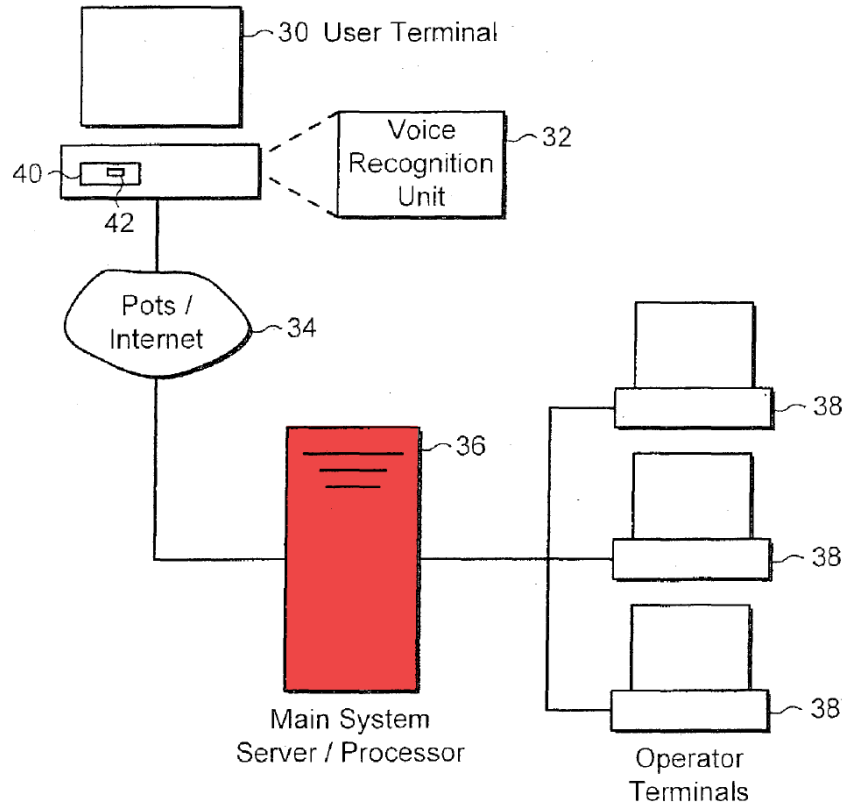 30 User Terminal
Voice
Recognition
Unit
32
40
42
Pots /
Internet
34
36
38
38
38
Main System
Server / Processor
Operator
Terminals